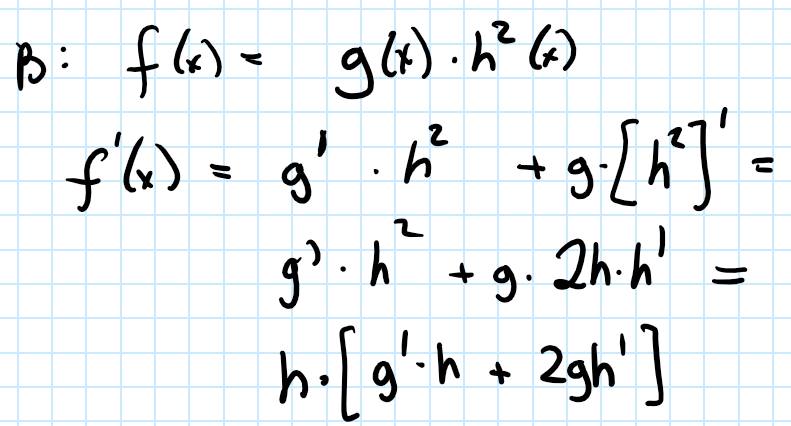 β: f(x) = g(x) · h²(x)
f'(x) = g' · h² + g · [h²]' =
g' · h² + g · 2h · h' =
h · [g' · h + 2gh']